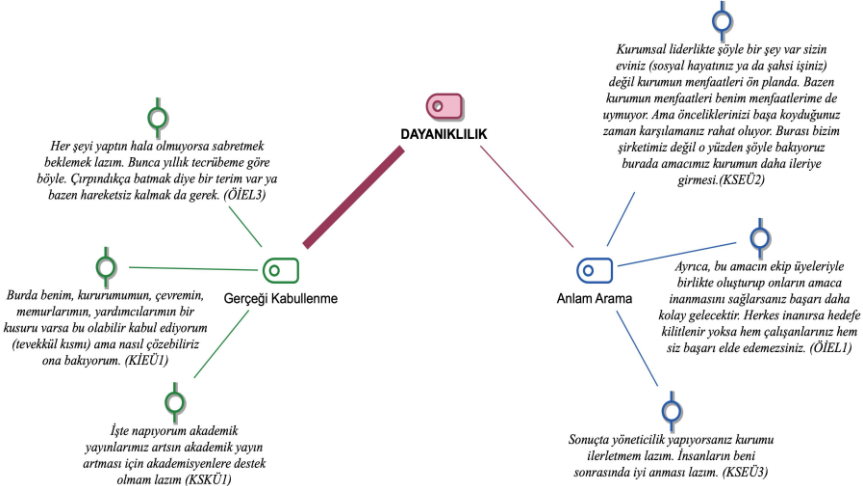 Kurumsal liderlikte şöyle bir şey var sizin
eviniz (sosyal hayatınız ya da şahsi işiniz)
değil kurumun menfaatleri ön planda. Bazen
kurumun menfaatleri benim menfaatlerime de
uymuyor. Ama önceliklerinizi başa koyduğunuz
zaman karşılamanız rahat oluyor. Burası bizim
şirketimiz değil o yüzden şöyle bakıyoruz
burada amacımız kurumun daha ileriye
girmesi.(KSEÜ2)
DAYANIKLILIK
Her şeyi yaptın hala olmuyorsa sabretmek
beklemek lazım. Bunca yıllık tecrübeme göre
böyle. Çırpındıkça batmak diye bir terim var ya
bazen hareketsiz kalmak da gerek. (ÖİEL3)
Gerçeği Kabullenme
Anlam Arama
Burda benim, kururumumun, çevremin,
memurlarımın, yardımcılarımın bir
kusuru varsa bu olabilir kabul ediyorum
(tevekkül kısmı) ama nasıl çözebiliriz
ona bakıyorum. (KİEÜ1)
Ayrıca, bu amacın ekip üyeleriyle
birlikte oluşturup onların amaca
inanmasını sağlarsanız başarı daha
kolay gelecektir. Herkes inanırsa hedefe
kilitlenir yoksa hem çalışanlarınız hem
siz başarı elde edemezsiniz. (ÖİEL1)
İşte napıyorum akademik
yayınlarımız artsın akademik yayın
artması için akademisyenlere destek
olmam lazım (KSKÜ1)
Sonuçta yöneticilik yapıyorsanız kurumu
ilerletmem lazım. İnsanların beni
sonrasında iyi anması lazım. (KSEÜ3)